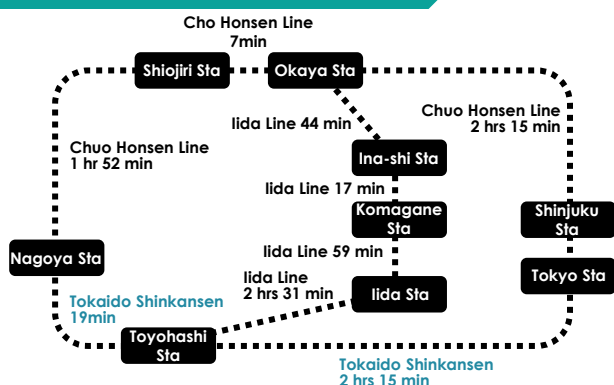 Cho Honsen Line
7min
Shiojiri Sta
Okaya Sta
Iida Line 44 min
Chuo Honsen Line
2 hrs 15 min
Chuo Honsen Line
1 hr 52 min
Ina-shi Sta
Iida Line 17 min
Komagane
Sta
Shinjuku
Sta
Iida Line 59 min
Nagoya Sta
Iida Line
2 hrs 31 min
Tokyo Sta
Iida Sta
Tokaido Shinkansen
19min
Toyohashi
Sta
Tokaido Shinkansen
2 hrs 15 min